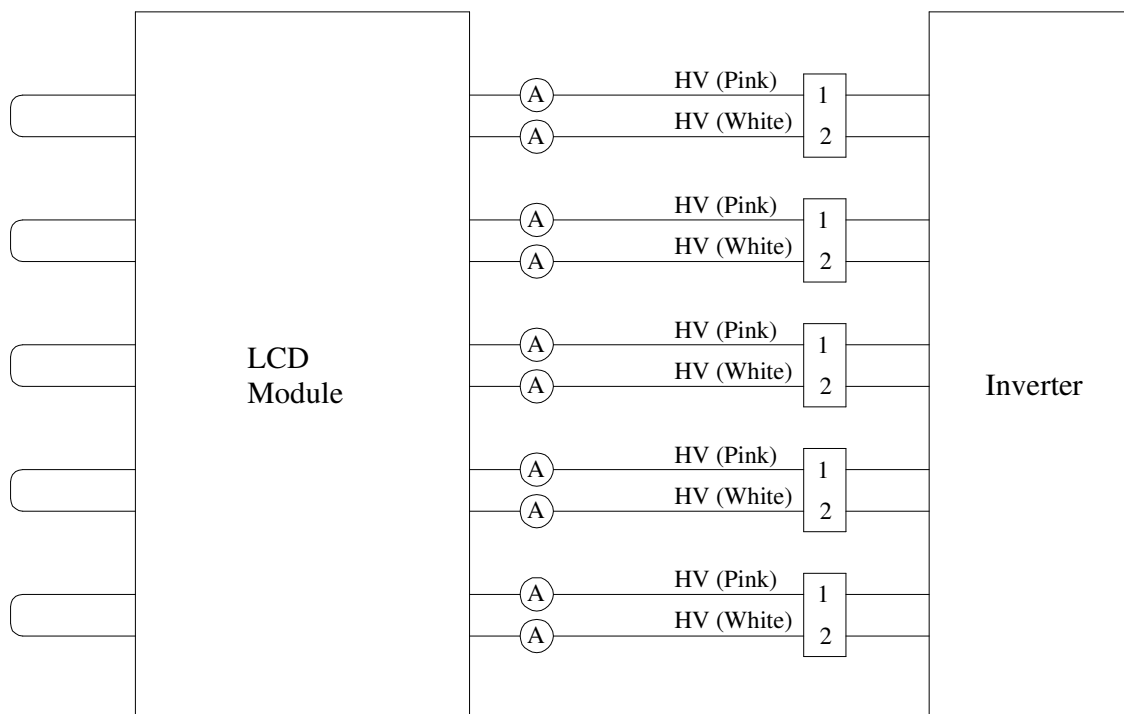 A HV (Pink) 1
A HV (White) 2
A HV (Pink) 1
A HV (White) 2
LCD
Module
A HV (Pink) 1
A HV (White) 2
Inverter
A HV (Pink) 1
A HV (White) 2
A HV (Pink) 1
A HV (White) 2